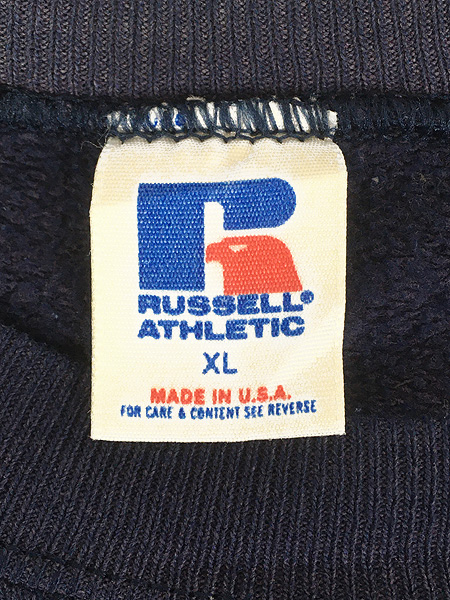 R
RUSSELL®
ATHLETIC
XL
MADE IN U.S.A.
FOR CARE & CONTENT SEE REVERSE